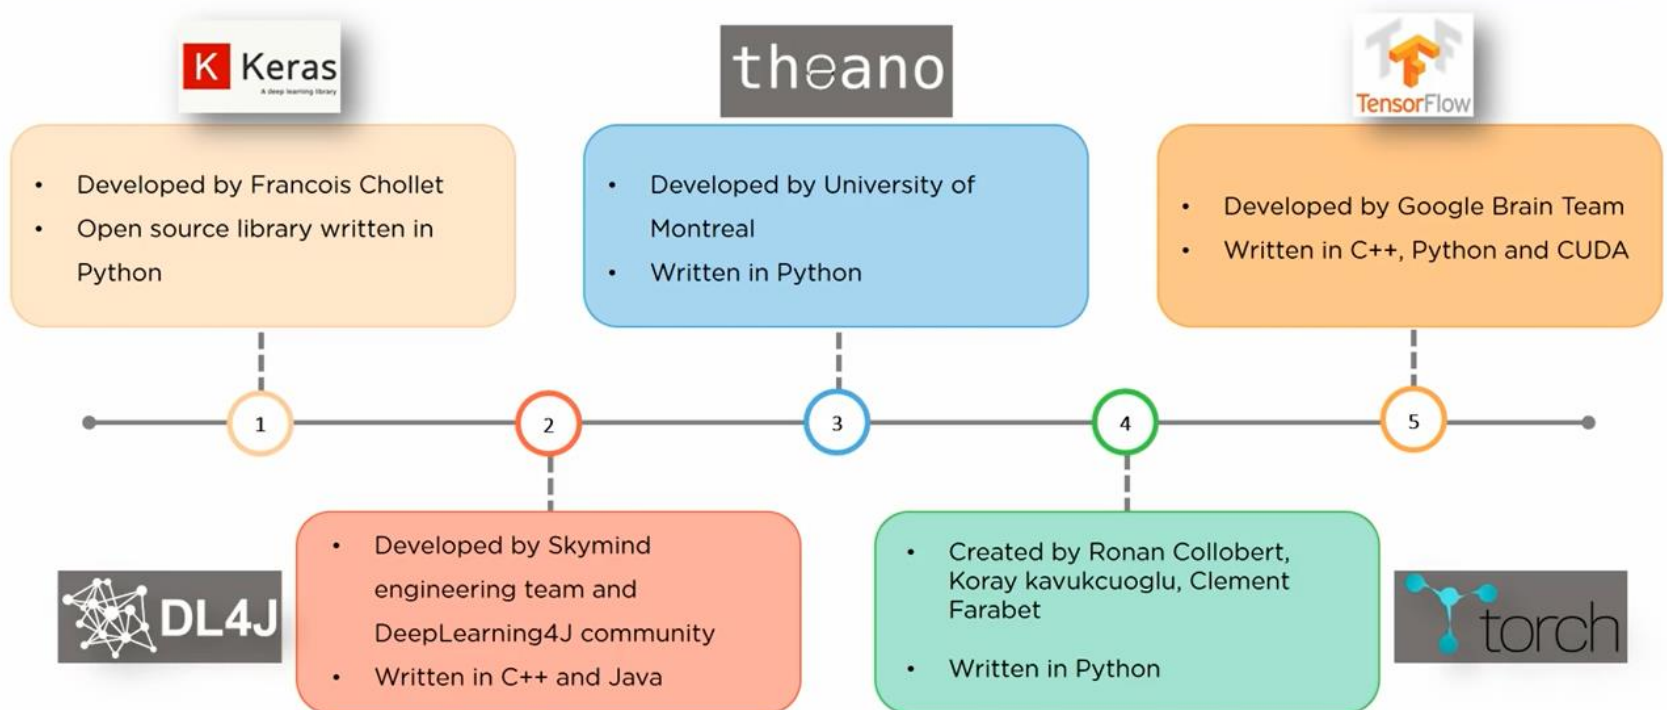 K Keras
A deep learning library
theano
TensorFlow
• Developed by Francois Chollet
• Open source library written in
Python
• Developed by University of
Montreal
• Written in Python
• Developed by Google Brain Team
• Written in C++, Python and CUDA
1
2
3
4
5
DL4J
• Developed by Skymind
engineering team and
DeepLearning4J community
• Written in C++ and Java
• Created by Ronan Collobert,
Koray kavukcuoglu, Clement
Farabet
• Written in Python
torch